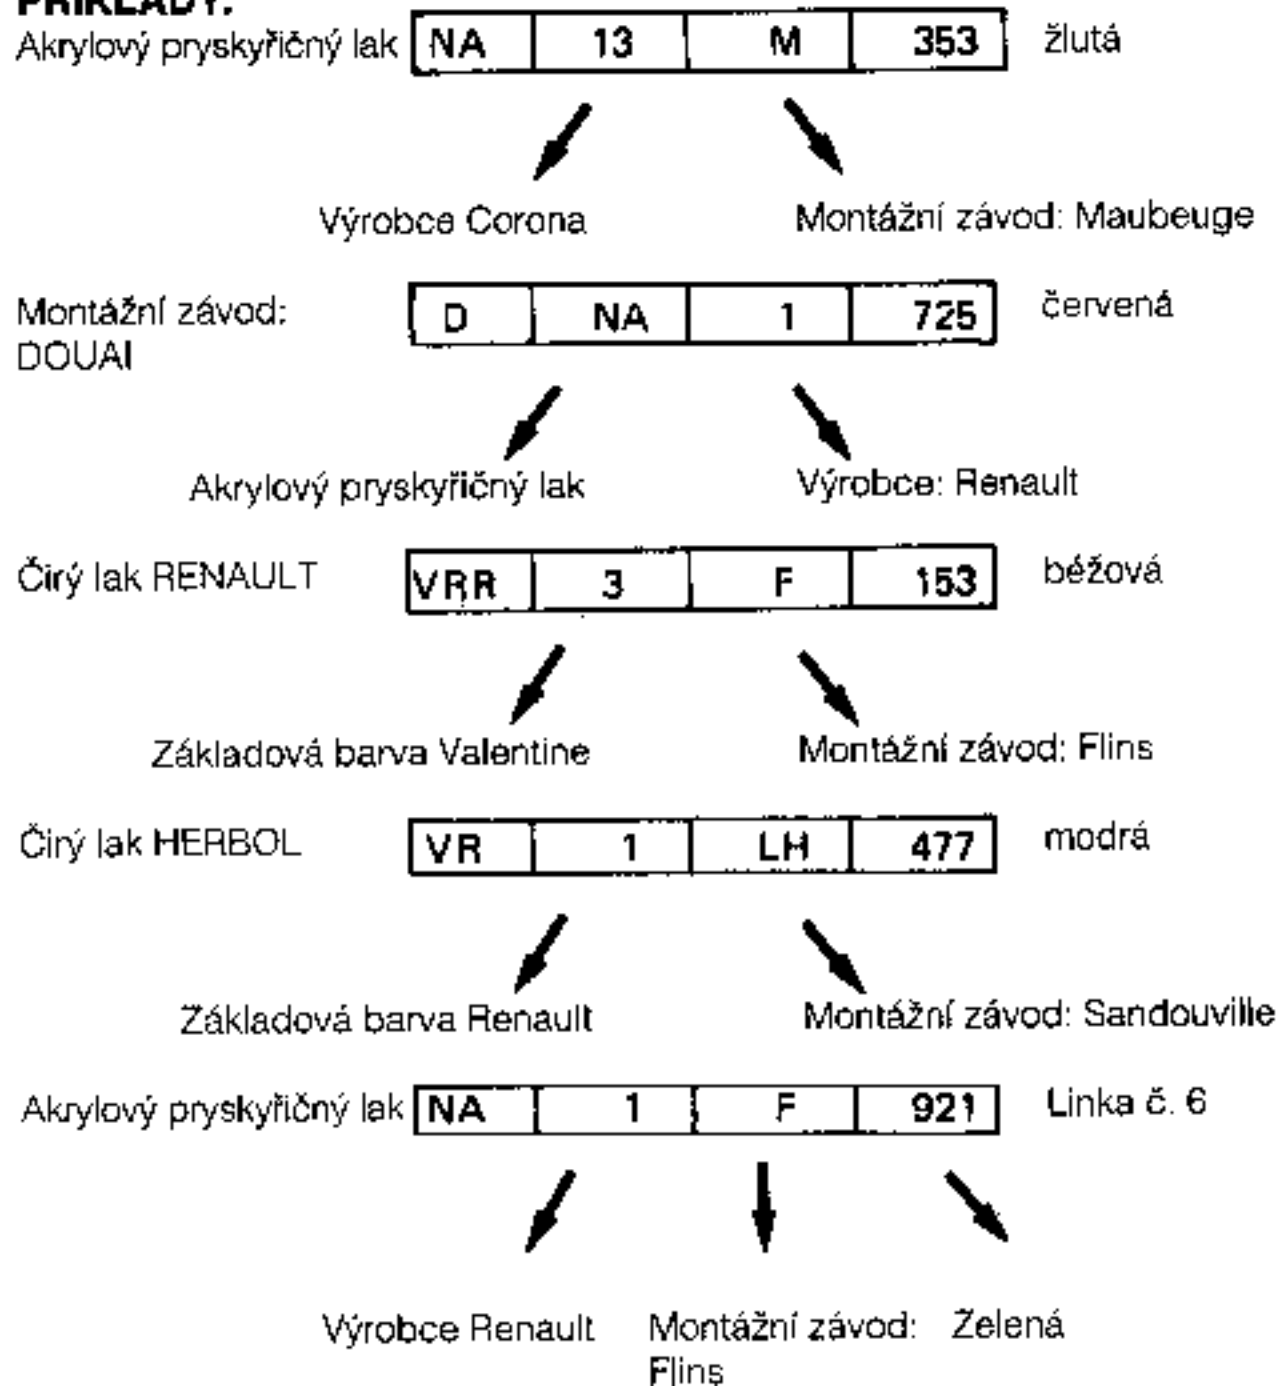 PŘÍKLADY:
Akrylový pryskyřičný lak NA 13 M 353 žlutá
Výrobce Corona Montážní závod: Maubeuge
Montážní závod: D NA 1 725 červená
DOUAI
Akrylový pryskyřičný lak Výrobce: Renault
Čirý lak RENAULT VRR 3 F 153 béžová
Základová barva Valentine Montážní závod: Flins
Čirý lak HERBOL VR 1 LH 477 modrá
Základová barva Renault Montážní závod: Sandouville
Akrylový pryskyřičný lak NA 1 F 921 Linka č. 6
Výrobce Renault Montážní závod: Zelená
Flins